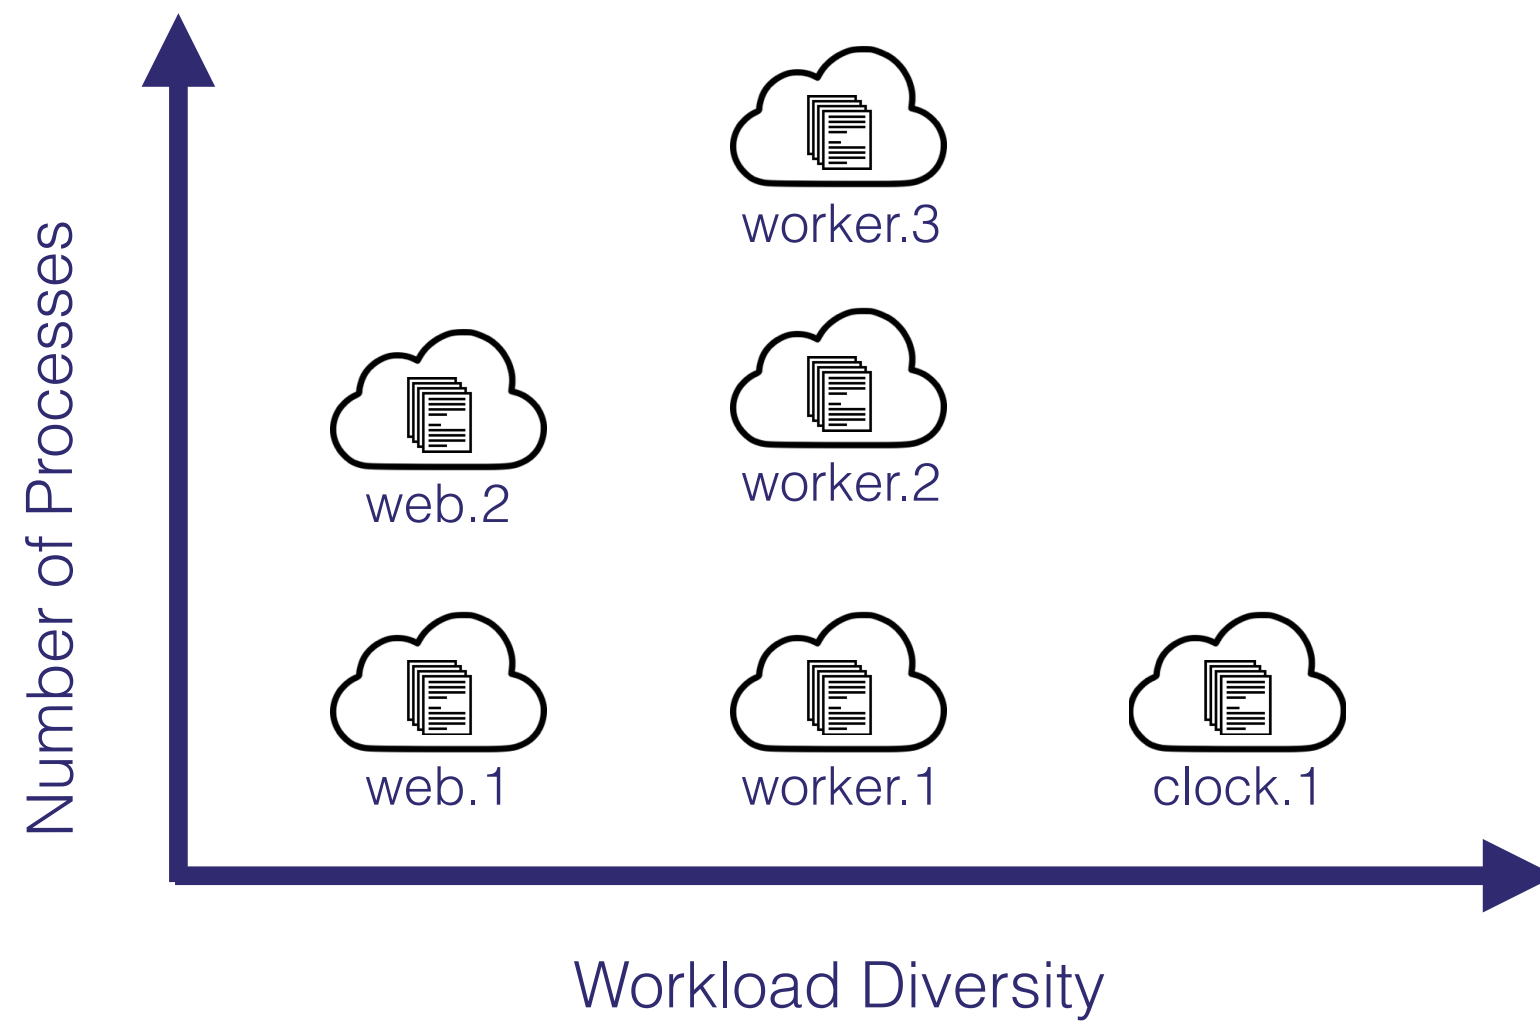 Number of Processes
worker.3
web.2
worker.2
web.1
worker.1
clock.1
Workload Diversity